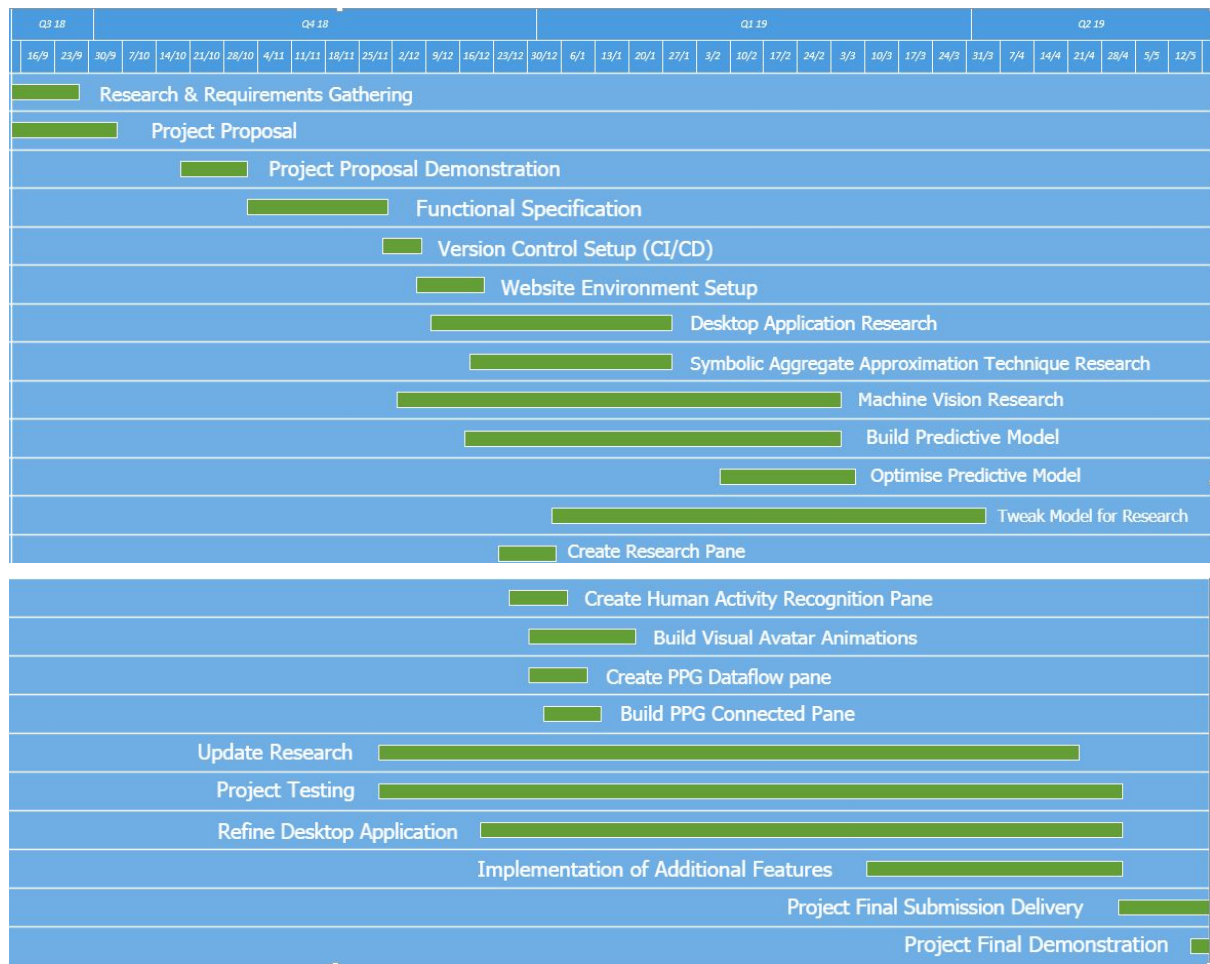 Q3 18 Q4 18 Q1 19 Q2 19
16/9 23/9 30/9 7/10 14/10 21/10 28/10 4/11 11/11 18/11 25/11 2/12 9/12 16/12 23/12 30/12 6/1 13/1 20/1 27/1 3/2 10/2 17/2 24/2 3/3 10/3 17/3 24/3 31/3 7/4 14/4 21/4 28/4 5/5 12/5
Research & Requirements Gathering
Project Proposal
Project Proposal Demonstration
Functional Specification
Version Control Setup (CI/CD)
Website Environment Setup
Desktop Application Research
Symbolic Aggregate Approximation Technique Research
Machine Vision Research
Build Predictive Model
Optimise Predictive Model
Tweak Model for Research
Create Research Pane
Create Human Activity Recognition Pane
Build Visual Avatar Animations
Create PPG Dataflow pane
Build PPG Connected Pane
Update Research
Project Testing
Refine Desktop Application
Implementation of Additional Features
Project Final Submission Delivery
Project Final Demonstration